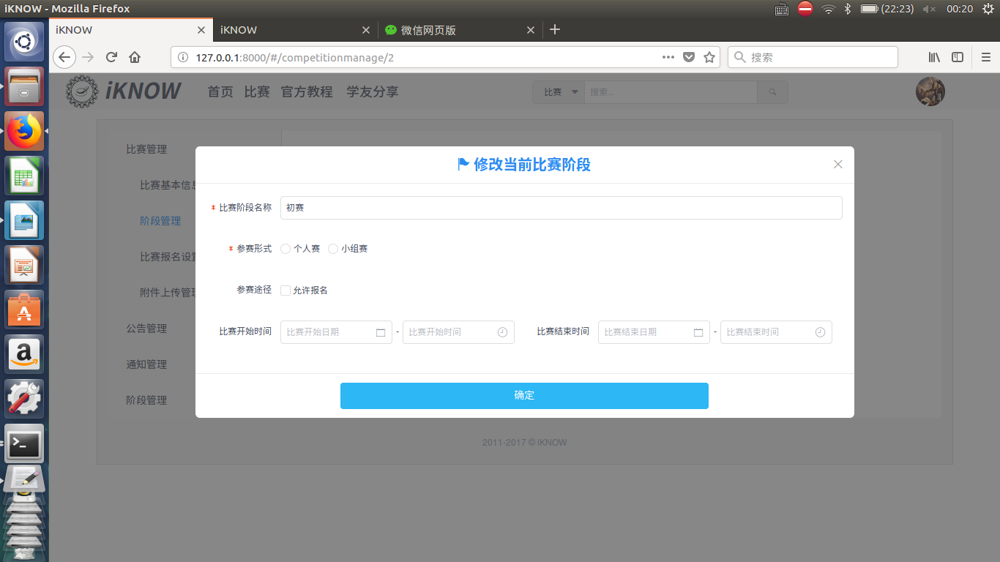 iKNOW - Mozilla Firefox
(22:23)
00:20
iKNOW
iKNOW
微信网页版
127.0.0.1:8000/#/competitionmanage/2
搜索
iKNOW
首页 比赛 官方教程 学友分享
比赛
搜索...
比赛管理
比赛基本信息
阶段管理
比赛报名设置
附件上传管理
公告管理
通知管理
阶段管理
修改当前比赛阶段
* 比赛阶段名称
初赛
* 参赛形式
个人赛
小组赛
参赛途径
允许报名
比赛开始时间
比赛开始日期
-
比赛开始时间
比赛结束时间
比赛结束日期
-
比赛结束时间
确定
2011-2017 © iKNOW